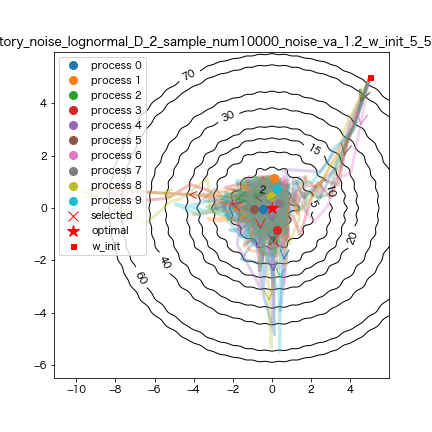 tory_noise_lognormal_D_2_sample_num10000_noise_va_1.2_w_init_5_5
process 0
process 1
process 2
process 3
process 4
process 5
process 6
process 7
process 8
process 9
selected
optimal
w_init
70
30
15
10
5
2
20
40
60
4
2
0
−2
−4
−6
−10
−8
−6
−4
−2
0
2
4